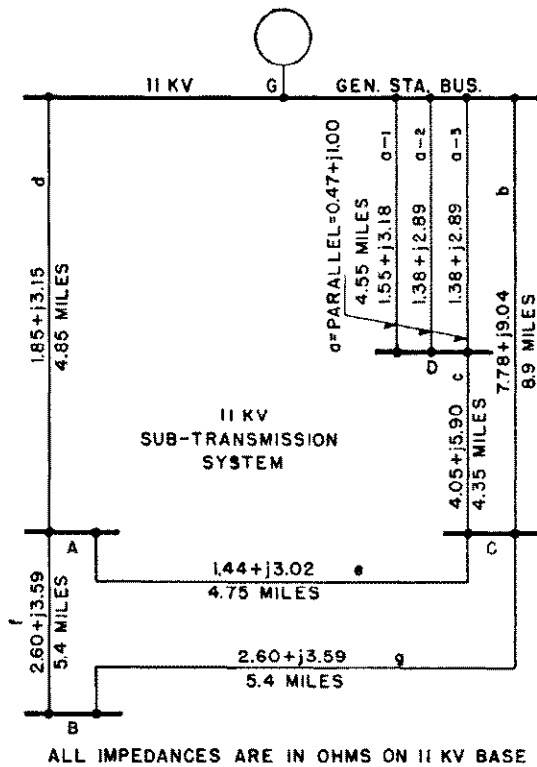 11 KV G GEN. STA. BUS.
d
1.85+j3.15
4.85 MILES
a=PARALLEL=0.47+j1.00
4.55 MILES
a-1
1.55+j3.18
a-2
1.38+j2.89
a-3
1.38+j2.89
b
7.78+j9.04
8.9 MILES
D
c
4.05+j5.90
4.35 MILES
11 KV
SUB-TRANSMISSION
SYSTEM
A
C
1.44+j3.02 e
4.75 MILES
f
2.60+j3.59
5.4 MILES
2.60+j3.59 g
5.4 MILES
B
ALL IMPEDANCES ARE IN OHMS ON 11 KV BASE